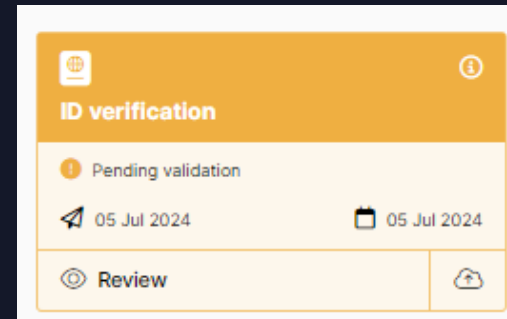 ID verification
Pending validation
05 Jul 2024 05 Jul 2024
Review